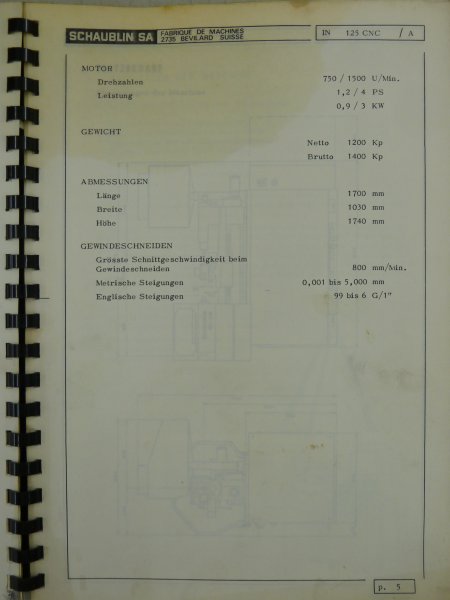 SCHAUBLIN SA FABRIQUE DE MACHINES
2735 BEVILARD SUISSE
IN 125 CNC / A
MOTOR
Drehzahlen 750 / 1500 U/Min.
Leistung 1,2 / 4 PS
0,9 / 3 KW
GEWICHT
Netto 1200 Kp
Brutto 1400 Kp
ABMESSUNGEN
Länge 1700 mm
Breite 1030 mm
Höhe 1740 mm
GEWINDESCHNEIDEN
Grösste Schnittgeschwindigkeit beim
Gewindeschneiden 800 mm/Min.
Metrische Steigungen 0,001 bis 5,000 mm
Englische Steigungen 99 bis 6 G/1"
p. 5